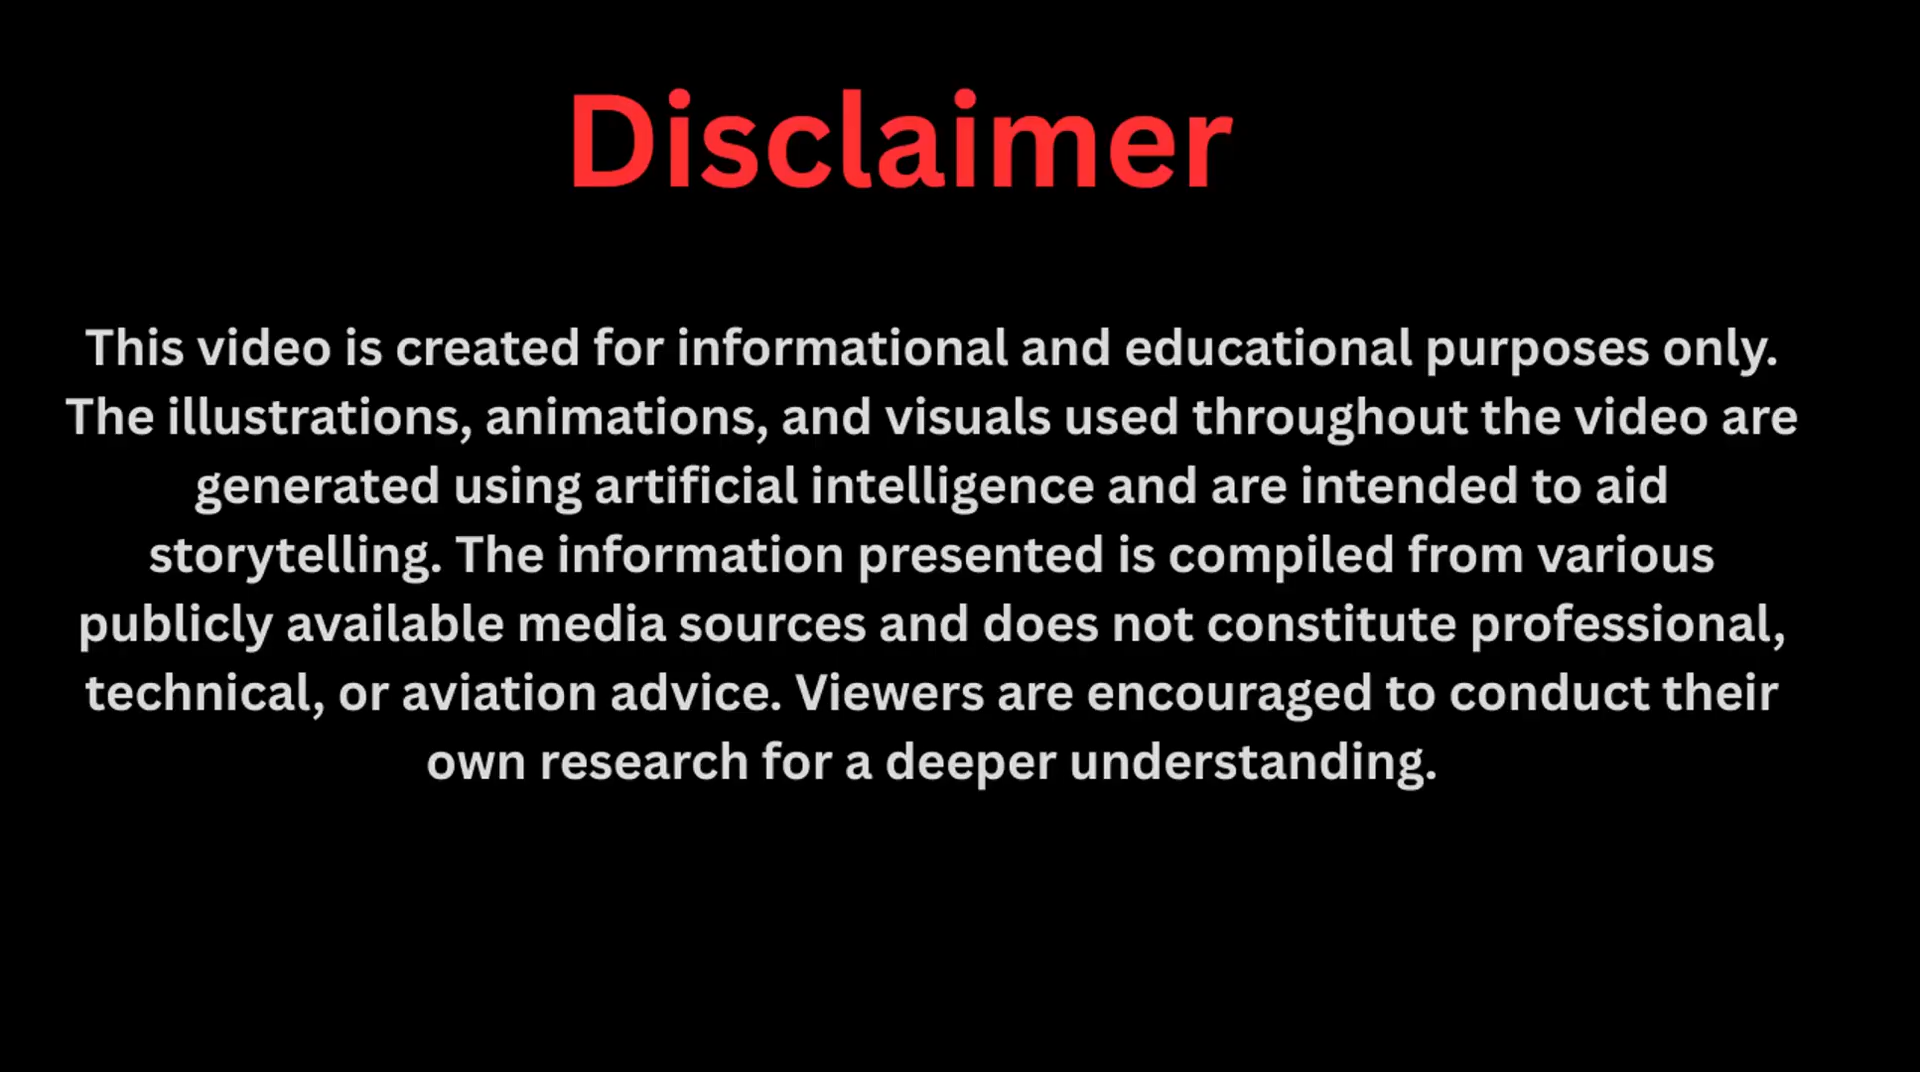 Disclaimer
This video is created for informational and educational purposes only.
The illustrations, animations, and visuals used throughout the video are
generated using artificial intelligence and are intended to aid
storytelling. The information presented is compiled from various
publicly available media sources and does not constitute professional,
technical, or aviation advice. Viewers are encouraged to conduct their
own research for a deeper understanding.